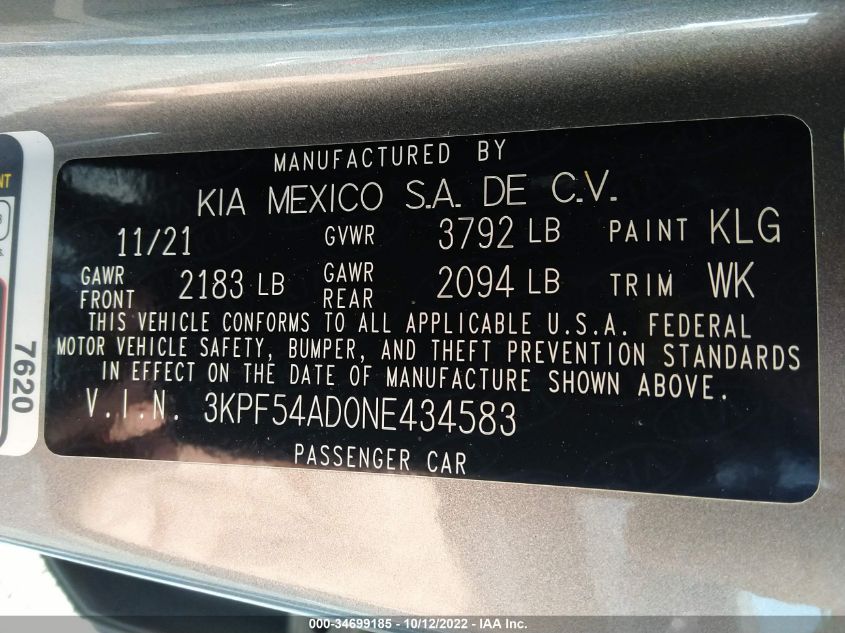 MANUFACTURED BY
KIA MEXICO S.A. DE C.V.
11/21 GVWR 3792 LB PAINT KLG
GAWR FRONT 2183 LB GAWR REAR 2094 LB TRIM WK
THIS VEHICLE CONFORMS TO ALL APPLICABLE U.S.A. FEDERAL
MOTOR VEHICLE SAFETY, BUMPER, AND THEFT PREVENTION STANDARDS
IN EFFECT ON THE DATE OF MANUFACTURE SHOWN ABOVE.
V.I.N. 3KPF54AD0NE434583
PASSENGER CAR
7620
000-34699185 - 10/12/2022 - IAA Inc.